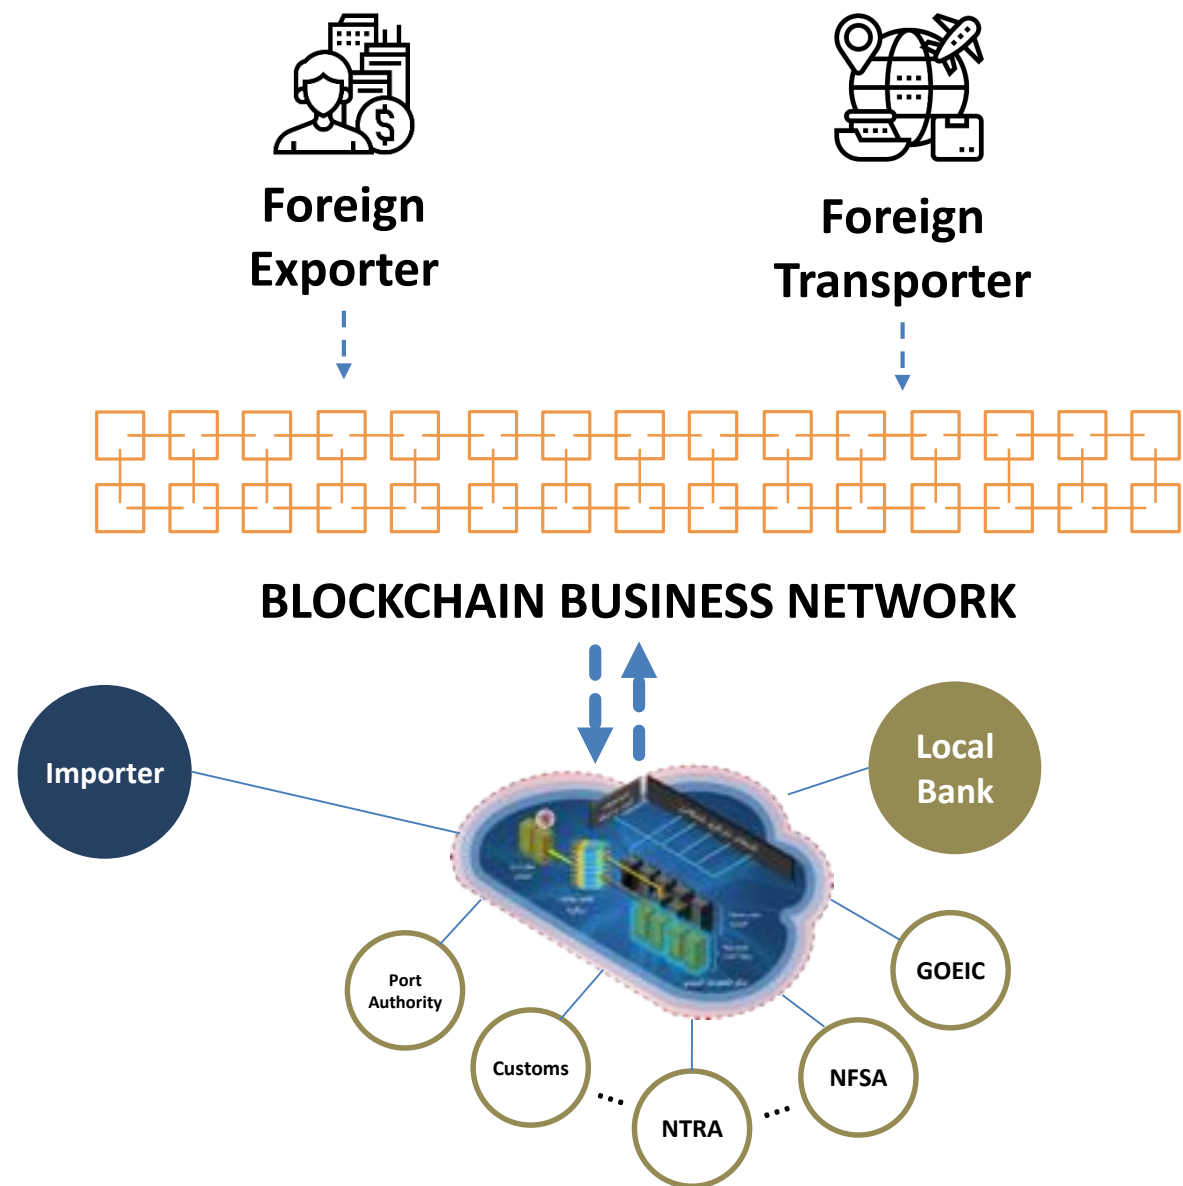 Foreign
Exporter
Foreign
Transporter
BLOCKCHAIN BUSINESS NETWORK
Importer
Local
Bank
Port
Authority
Customs
NTRA
NFSA
GOEIC